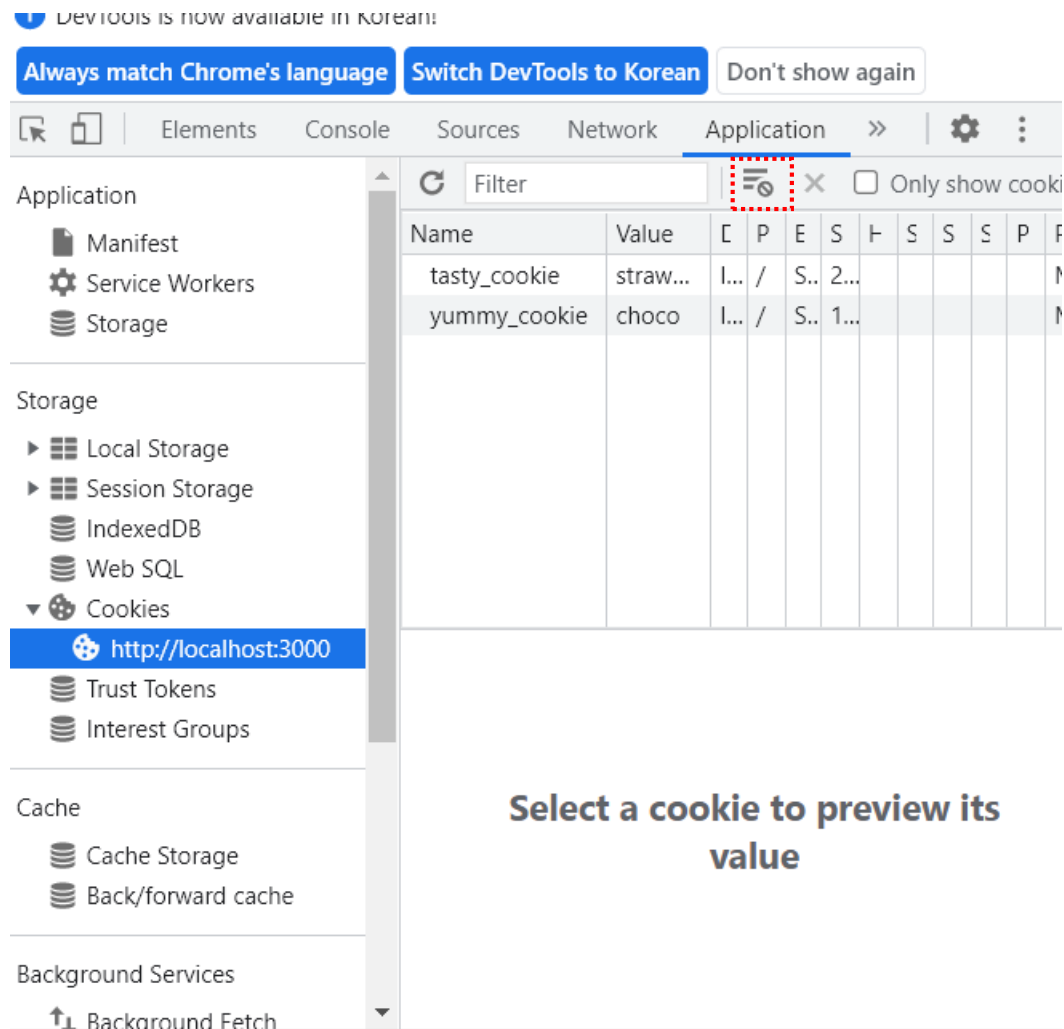 DevTools is now available in Korean!
Always match Chrome's language Switch DevTools to Korean Don't show again
Elements Console Sources Network Application
Application
Manifest
Service Workers
Storage
Storage
Local Storage
Session Storage
IndexedDB
Web SQL
Cookies
http://localhost:3000
Trust Tokens
Interest Groups
Cache
Cache Storage
Back/forward cache
Background Services
Background Fetch
Filter Only show cooki
Name Value P E S S S S P
tasty_cookie straw... I... / S.. 2...
yummy_cookie choco I... / S.. 1...
Select a cookie to preview its
value